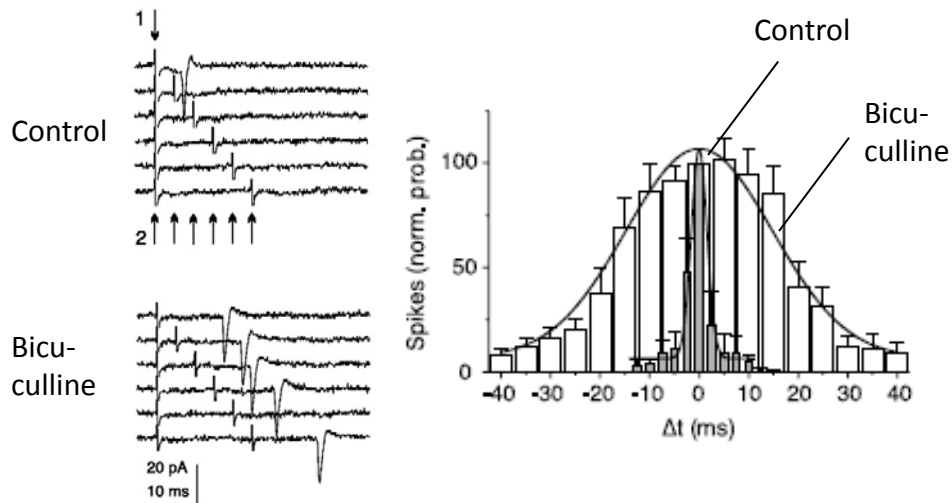 1
Control
2
Bicu-
culline
20 pA
10 ms
Control
Bicu-
culline
Spikes (norm. prob.)
100
50
0
-40 -30 -20 -10 0 10 20 30 40
Δt (ms)